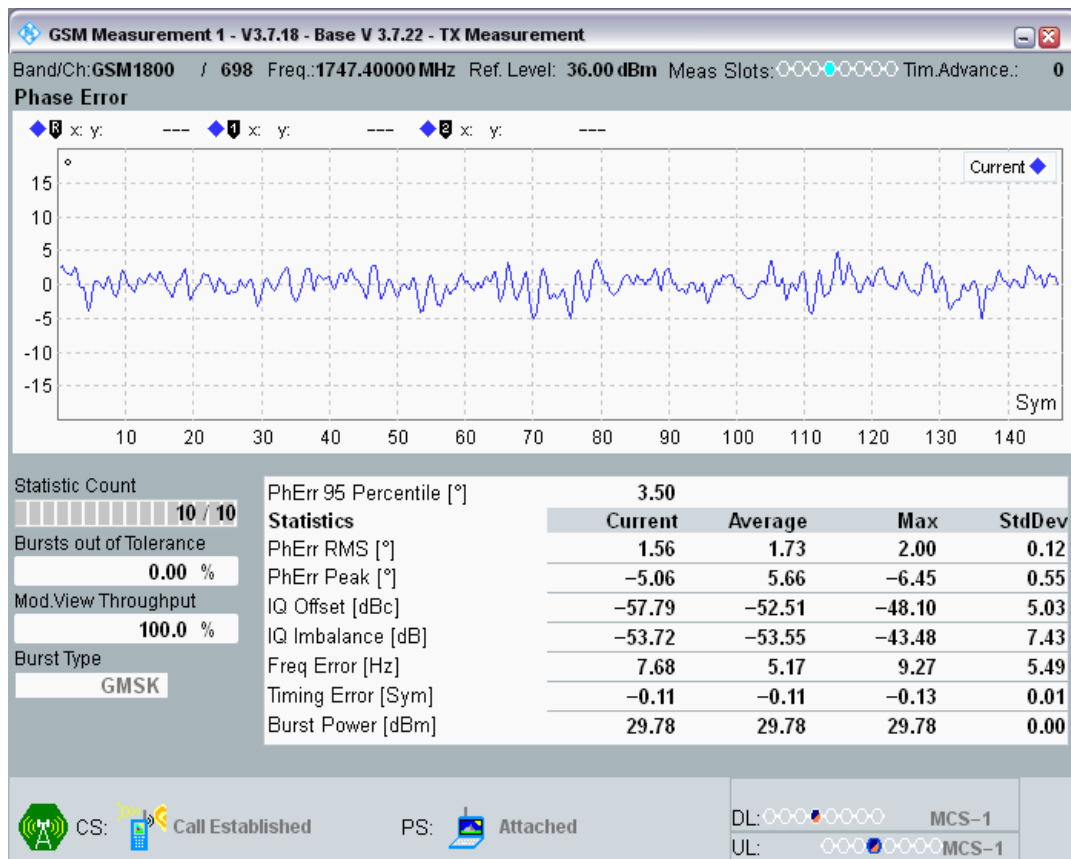 GSM Measurement 1 - V3.7.18 - Base V 3.7.22 - TX Measurement
Band/Ch:GSM1800 / 698 Freq.:1747.40000 MHz Ref. Level: 36.00 dBm Meas Slots: Tim.Advance.: 0
Phase Error
R x: y: --- 1 x: y: --- 2 x: y: ---
°
Current
15
10
5
0
-5
-10
-15
Sym
10 20 30 40 50 60 70 80 90 100 110 120 130 140
Statistic Count
10 / 10
Bursts out of Tolerance
0.00 %
Mod.View Throughput
100.0 %
Burst Type
GMSK
PhErr 95 Percentile [°] 3.50
Statistics Current Average Max StdDev
PhErr RMS [°] 1.56 1.73 2.00 0.12
PhErr Peak [°] −5.06 5.66 −6.45 0.55
IQ Offset [dBc] −57.79 −52.51 −48.10 5.03
IQ Imbalance [dB] −53.72 −53.55 −43.48 7.43
Freq Error [Hz] 7.68 5.17 9.27 5.49
Timing Error [Sym] −0.11 −0.11 −0.13 0.01
Burst Power [dBm] 29.78 29.78 29.78 0.00
CS: Call Established PS: Attached
DL: MCS−1
UL: MCS−1